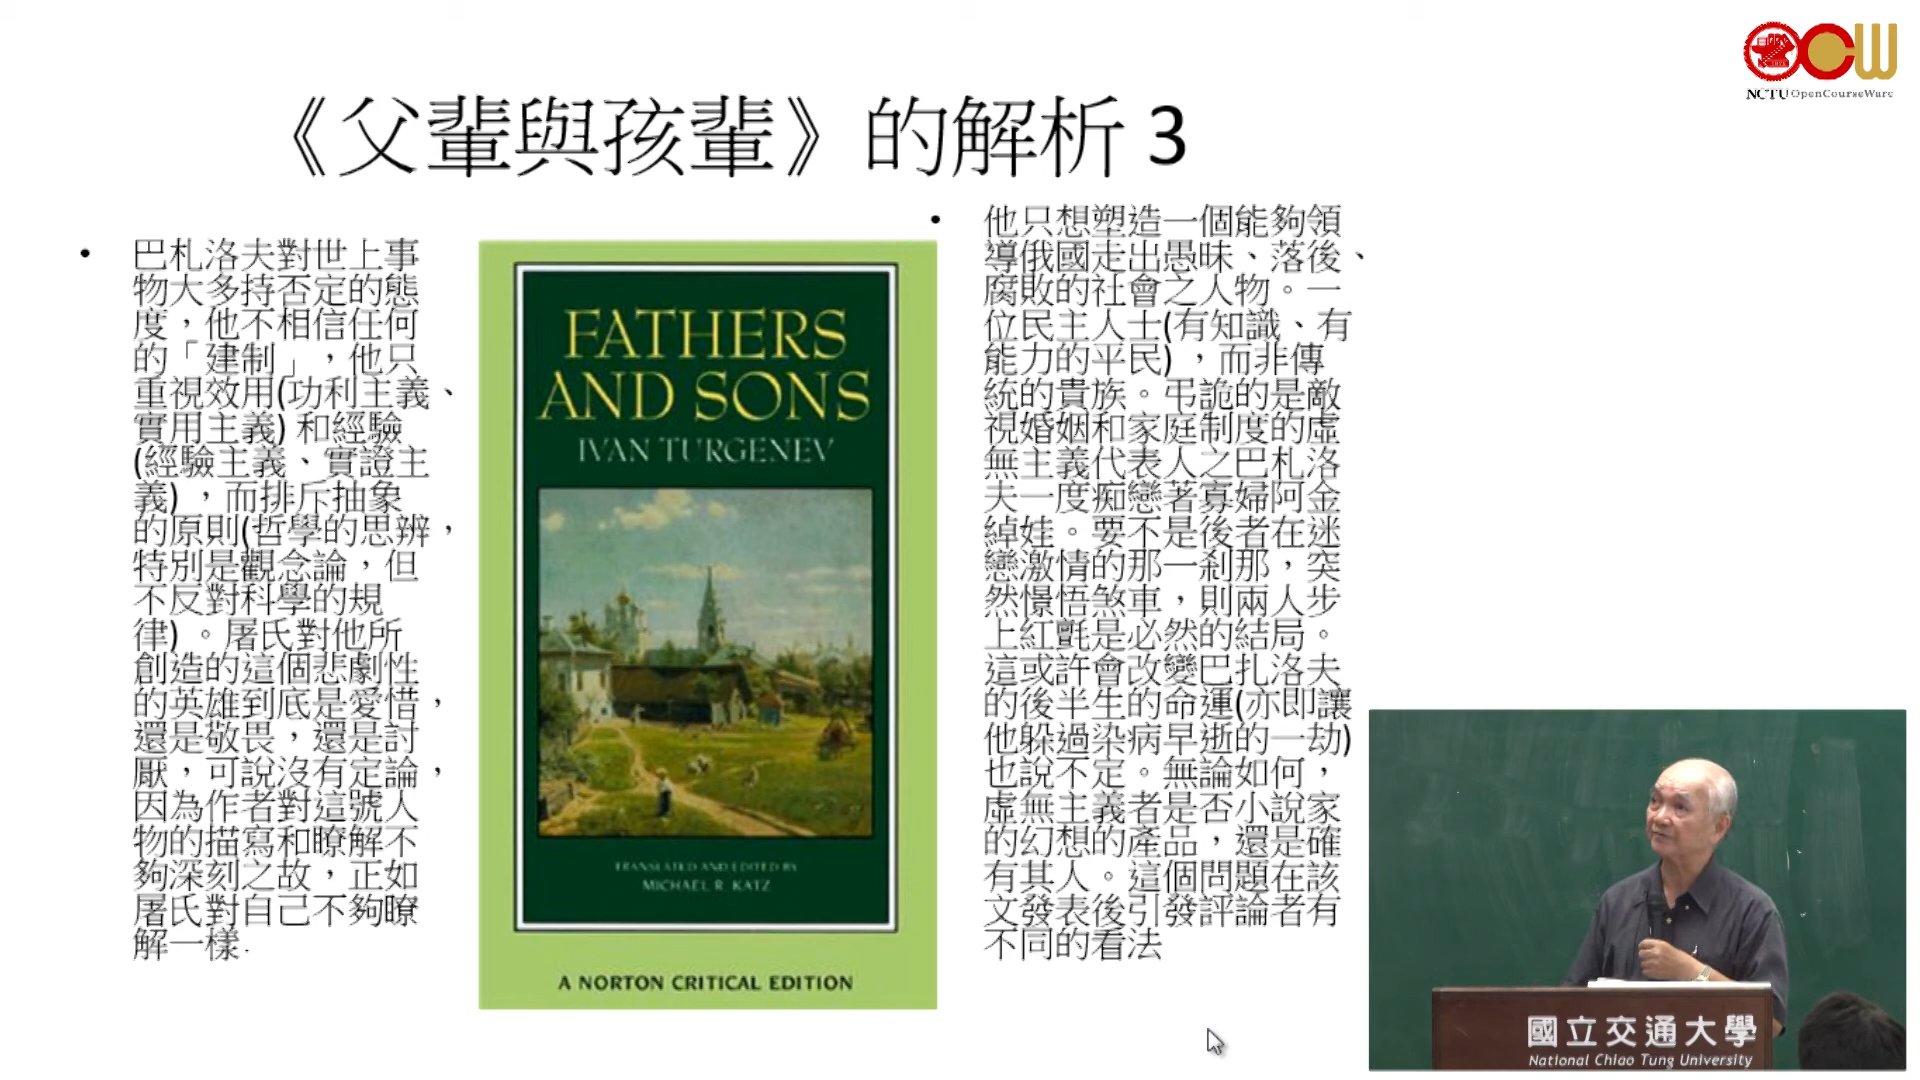 NCTU OpenCourseWare
《父輩與孩輩》的解析 3
• 巴札洛夫對世上事
物大多持否定的態
度，他不相信任何
的「建制」，他只
重視效用(功利主義、
實用主義) 和經驗
(經驗主義、實證主
義)，而排斥抽象
的原則(哲學的思辨，
特別是觀念論，但
不反對科學的規
律)。屠氏對他所
創造的這個悲劇性
的英雄到底是愛惜，
還是敬畏，還是討
厭，可說沒有定論，
因為作者對這號人
物的描寫和瞭解不
夠深刻之故，正如
屠氏對自己不夠瞭
解一樣.
FATHERS
AND SONS
IVAN TURGENEV
TRANSLATED AND EDITED BY
MICHAEL R. KATZ
A NORTON CRITICAL EDITION
• 他只想塑造一個能夠領
導俄國走出愚昧、落後、
腐敗的社會之人物。一
位民主人士(有知識、有
能力的平民)，而非傳
統的貴族。弔詭的是敵
視婚姻和家庭制度的虛
無主義代表人之巴札洛
夫一度痴戀著寡婦阿金
綽娃。要不是後者在迷
戀激情的那一剎那，突
然憬悟煞車，則兩人步
上紅氈是必然的結局。
這或許會改變巴扎洛夫
的後半生的命運(亦即讓
他躲過染病早逝的一劫)
也說不定。無論如何，
虛無主義者是否小說家
的幻想的產品，還是確
有其人。這個問題在該
文發表後引發評論者有
不同的看法
國立交通大學
National Chiao Tung University